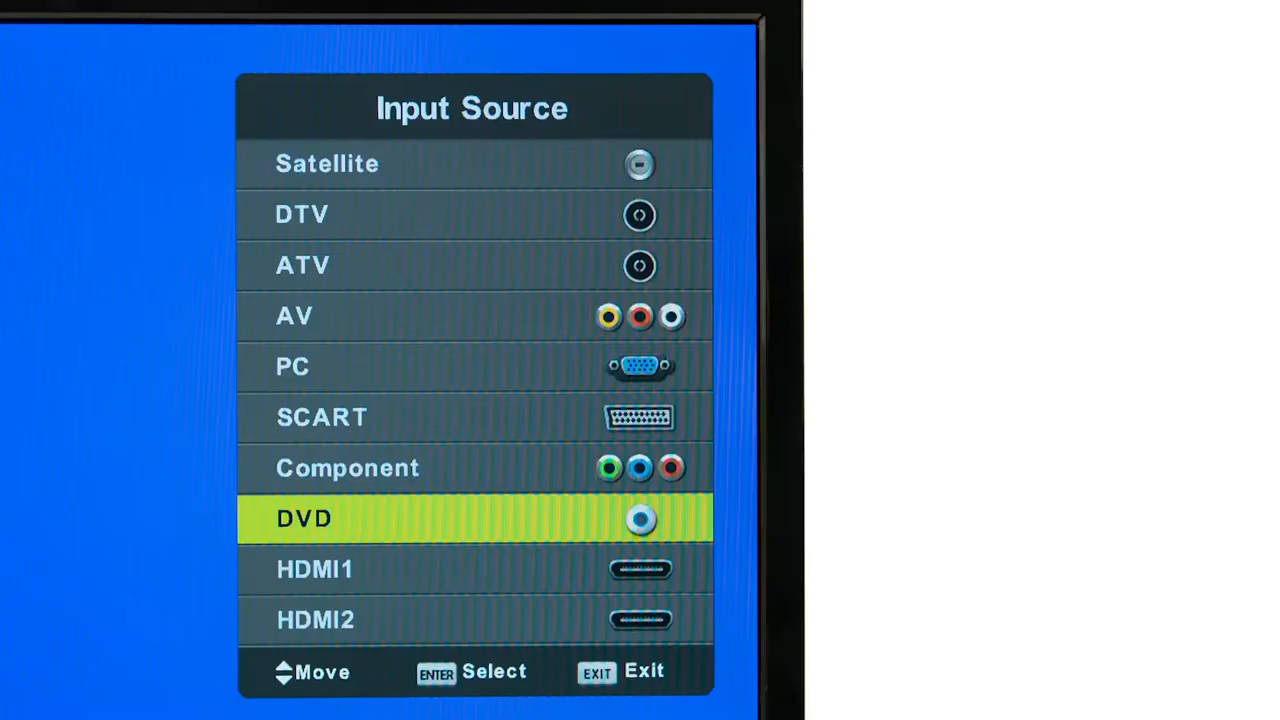 Input Source
Satellite
DTV
ATV
AV
PC
SCART
Component
DVD
HDMI1
HDMI2
Move ENTER Select EXIT Exit